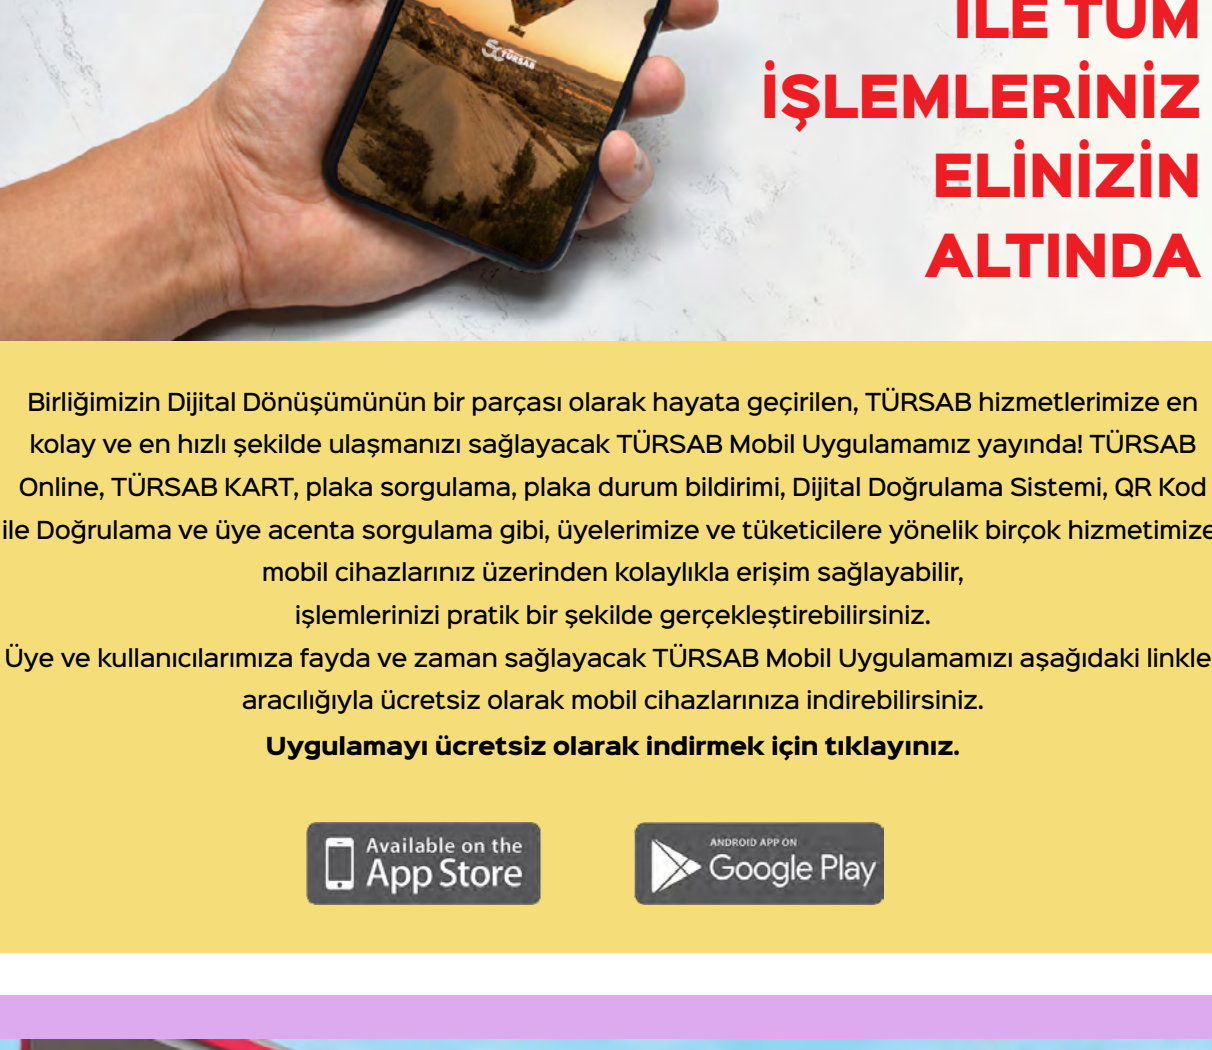 İLE TÜM
İŞLEMLERİNİZ
ELİNİZİN
ALTINDA
50 TÜRSAB
Birliğimizin Dijital Dönüşümünün bir parçası olarak hayata geçirilen, TÜRSAB hizmetlerimize en
kolay ve en hızlı şekilde ulaşmanızı sağlayacak TÜRSAB Mobil Uygulamamız yayında! TÜRSAB
Online, TÜRSAB KART, plaka sorgulama, plaka durum bildirimi, Dijital Doğrulama Sistemi, QR Kod
ile Doğrulama ve üye acenta sorgulama gibi, üyelerimize ve tüketicilere yönelik birçok hizmetimize
mobil cihazlarınız üzerinden kolaylıkla erişim sağlayabilir,
işlemlerinizi pratik bir şekilde gerçekleştirebilirsiniz.
Üye ve kullanıcılarımıza fayda ve zaman sağlayacak TÜRSAB Mobil Uygulamamızı aşağıdaki linkle
aracılığıyla ücretsiz olarak mobil cihazlarınıza indirebilirsiniz.
Uygulamayı ücretsiz olarak indirmek için tıklayınız.
Available on the
App Store
ANDROID APP ON
Google Play